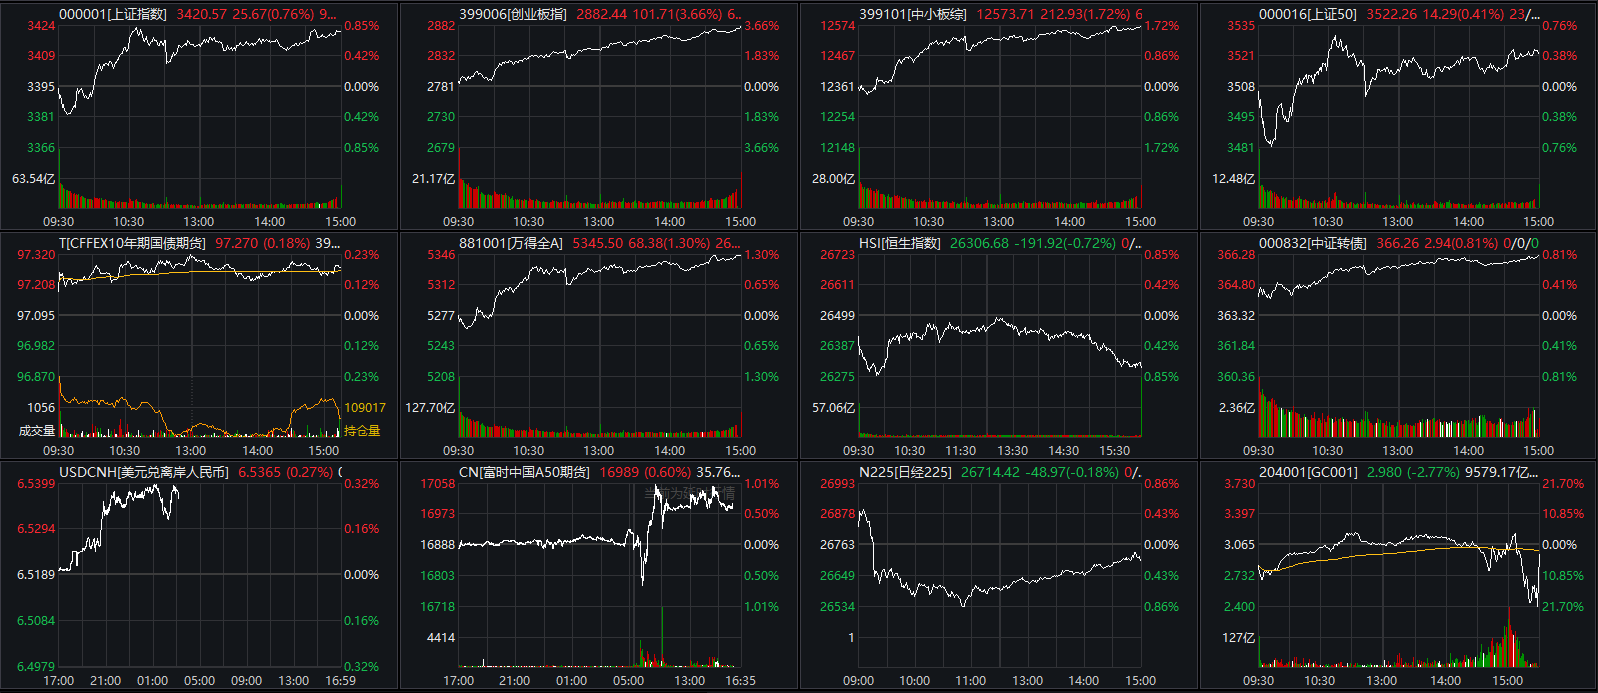 000001[上证指数] 3420.57 25.67(0.76%) 9...
3424 0.85%
3409 0.42%
3395 0.00%
3381 0.42%
3366 0.85%
63.54亿
09:30 10:30 13:00 14:00 15:00
399006[创业板指] 2882.44 101.71(3.66%) 6...
2882 3.66%
2832 1.83%
2781 0.00%
2730 1.83%
2679 3.66%
21.17亿
09:30 10:30 13:00 14:00 15:00
399101[中小板综] 12573.71 212.93(1.72%) 6
12574 1.72%
12467 0.86%
12361 0.00%
12254 0.86%
12148 1.72%
28.00亿
09:30 10:30 13:00 14:00 15:00
000016[上证50] 3522.26 14.29(0.41%) 23/...
3535 0.76%
3521 0.38%
3508 0.00%
3495 0.38%
3481 0.76%
12.48亿
09:30 10:30 13:00 14:00 15:00
T[CFFEX10年期国债期货] 97.270 (0.18%) 39...
97.320 0.23%
97.208 0.12%
97.095 0.00%
96.982 0.12%
96.870 0.23%
1056 109017
成交量 持仓量
09:30 10:30 13:00 14:00 15:00
881001[万得全A] 5345.50 68.38(1.30%) 26...
5346 1.30%
5312 0.65%
5277 0.00%
5243 0.65%
5208 1.30%
127.70亿
09:30 10:30 13:00 14:00 15:00
HSI[恒生指数] 26306.68 -191.92(-0.72%) 0/..
26723 0.85%
26611 0.42%
26499 0.00%
26387 0.42%
26275 0.85%
57.06亿
09:30 10:30 11:30 13:30 14:30 15:30
000832[中证转债] 366.26 2.94(0.81%) 0/0/0
366.28 0.81%
364.80 0.41%
363.32 0.00%
361.84 0.41%
360.36 0.81%
2.36亿
09:30 10:30 13:00 14:00 15:00
USDCNH[美元兑离岸人民币] 6.5365 (0.27%) 0
6.5399 0.32%
6.5294 0.16%
6.5189 0.00%
6.5084 0.16%
6.4979 0.32%
17:00 21:00 01:00 05:00 09:00 13:00 16:59
CN[富时中国A50期货] 16989 (0.60%) 35.76...
17058 1.01%
16973 0.50%
16888 0.00%
16803 0.50%
16718 1.01%
4414
17:00 21:00 01:00 05:00 13:00 16:35
N225[日经225] 26714.42 -48.97(-0.18%) 0/.
26993 0.86%
26878 0.43%
26763 0.00%
26649 0.43%
26534 0.86%
1
09:00 10:00 11:00 13:00 14:00 15:00
204001[GC001] 2.980 (-2.77%) 9579.17亿...
3.730 21.70%
3.397 10.85%
3.065 0.00%
2.732 10.85%
2.400 21.70%
127亿
09:30 10:30 13:00 14:00 15:00